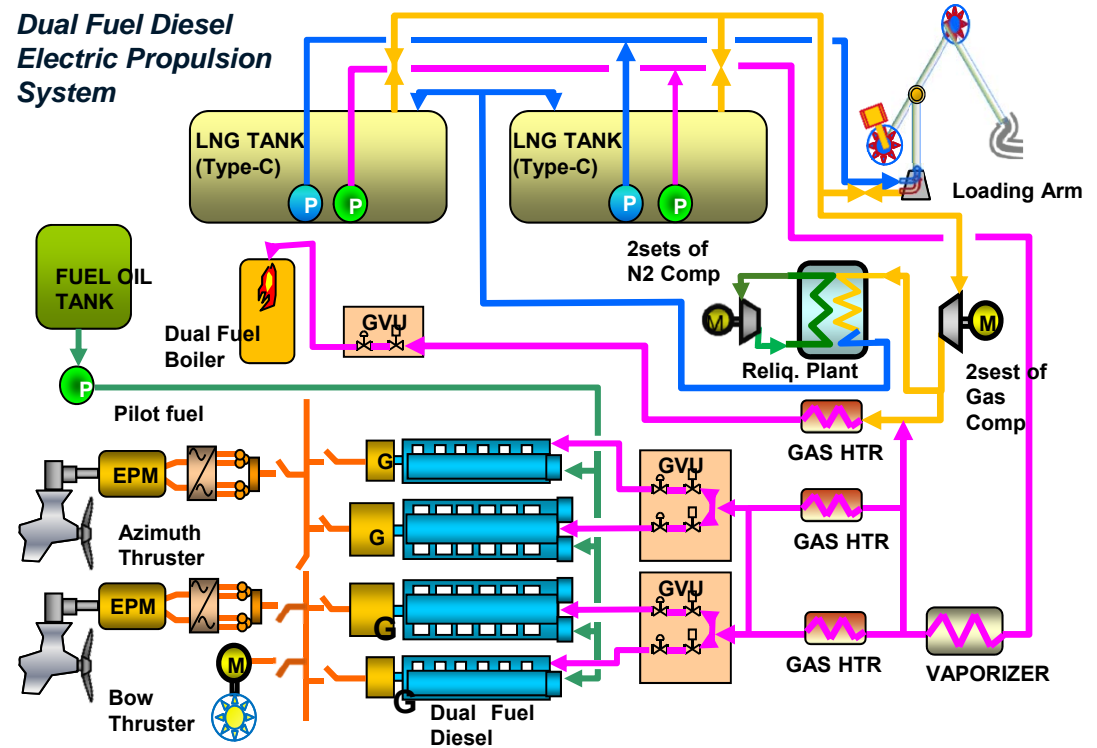 Dual Fuel Diesel
Electric Propulsion
System
LNG TANK
(Type-C)
LNG TANK
(Type-C)
P
P
P
P
Loading Arm
2sets of
N2 Comp
FUEL OIL
TANK
GVU
Dual Fuel
Boiler
M
M
Reliq. Plant
2sest of
Gas
Comp
P
Pilot fuel
GAS HTR
EPM
G
GVU
Azimuth
Thruster
G
GAS HTR
EPM
G
GVU
M
GAS HTR
VAPORIZER
Bow
Thruster
G
Dual Fuel
Diesel